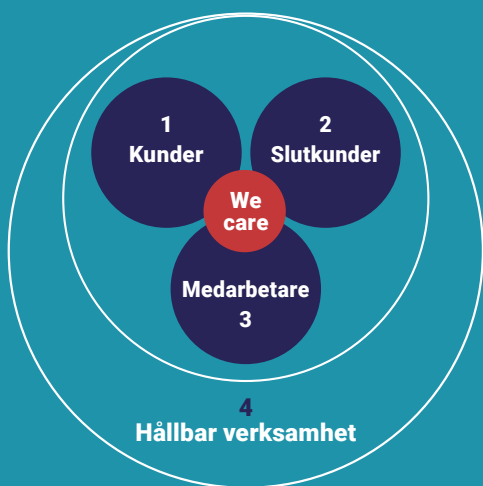 1
Kunder
2
Slutkunder
We
care
Medarbetare
3
4
Hållbar verksamhet